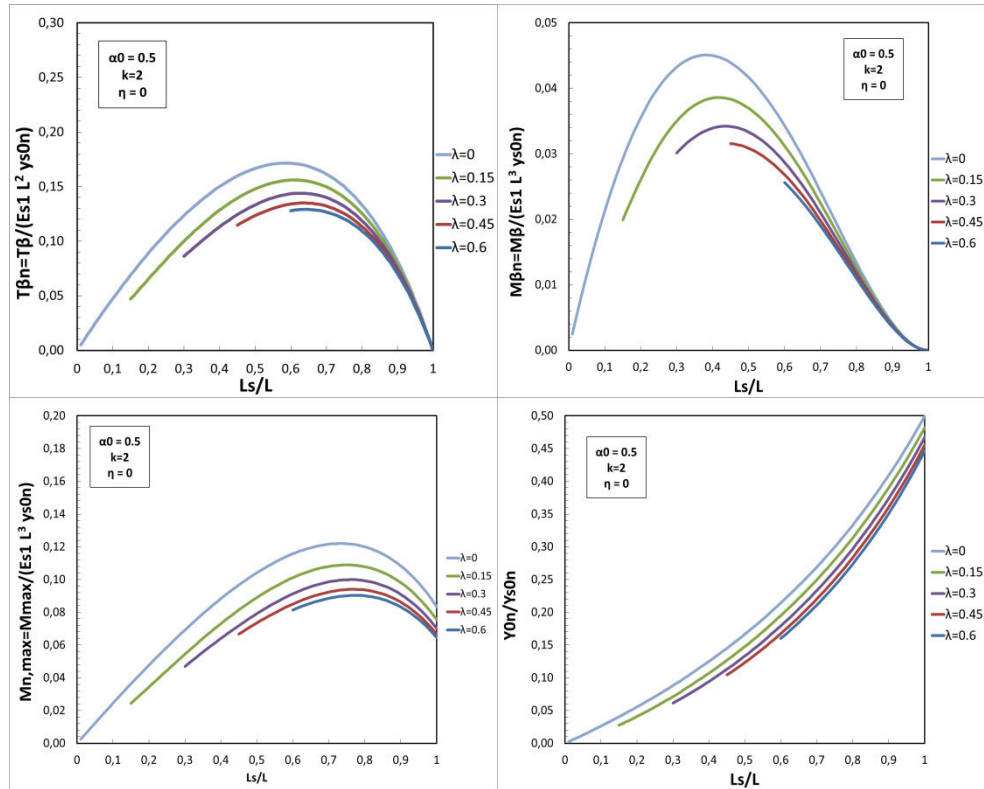 0,30
0,25
0,20
0,15
0,10
0,05
0,00
Tβn=Tβ/(Es1 L² ys0n)
α0 = 0.5
k=2
η = 0
λ=0
λ=0.15
λ=0.3
λ=0.45
λ=0.6
0 0,1 0,2 0,3 0,4 0,5 0,6 0,7 0,8 0,9 1
Ls/L
0,05
0,04
0,03
0,02
0,01
0,00
Mβn=Mβ/(Es1 L³ ys0n)
α0 = 0.5
k=2
η = 0
λ=0
λ=0.15
λ=0.3
λ=0.45
λ=0.6
0 0,1 0,2 0,3 0,4 0,5 0,6 0,7 0,8 0,9 1
Ls/L
0,20
0,18
0,16
0,14
0,12
0,10
0,08
0,06
0,04
0,02
0,00
Mn,max=Mmax/(Es1 L³ ys0n)
α0 = 0.5
k=2
η = 0
λ=0
λ=0.15
λ=0.3
λ=0.45
λ=0.6
0 0,1 0,2 0,3 0,4 0,5 0,6 0,7 0,8 0,9 1
Ls/L
0,50
0,45
0,40
0,35
0,30
0,25
0,20
0,15
0,10
0,05
0,00
Y0n/Ys0n
α0 = 0.5
k=2
η = 0
λ=0
λ=0.15
λ=0.3
λ=0.45
λ=0.6
0 0,1 0,2 0,3 0,4 0,5 0,6 0,7 0,8 0,9 1
Ls/L